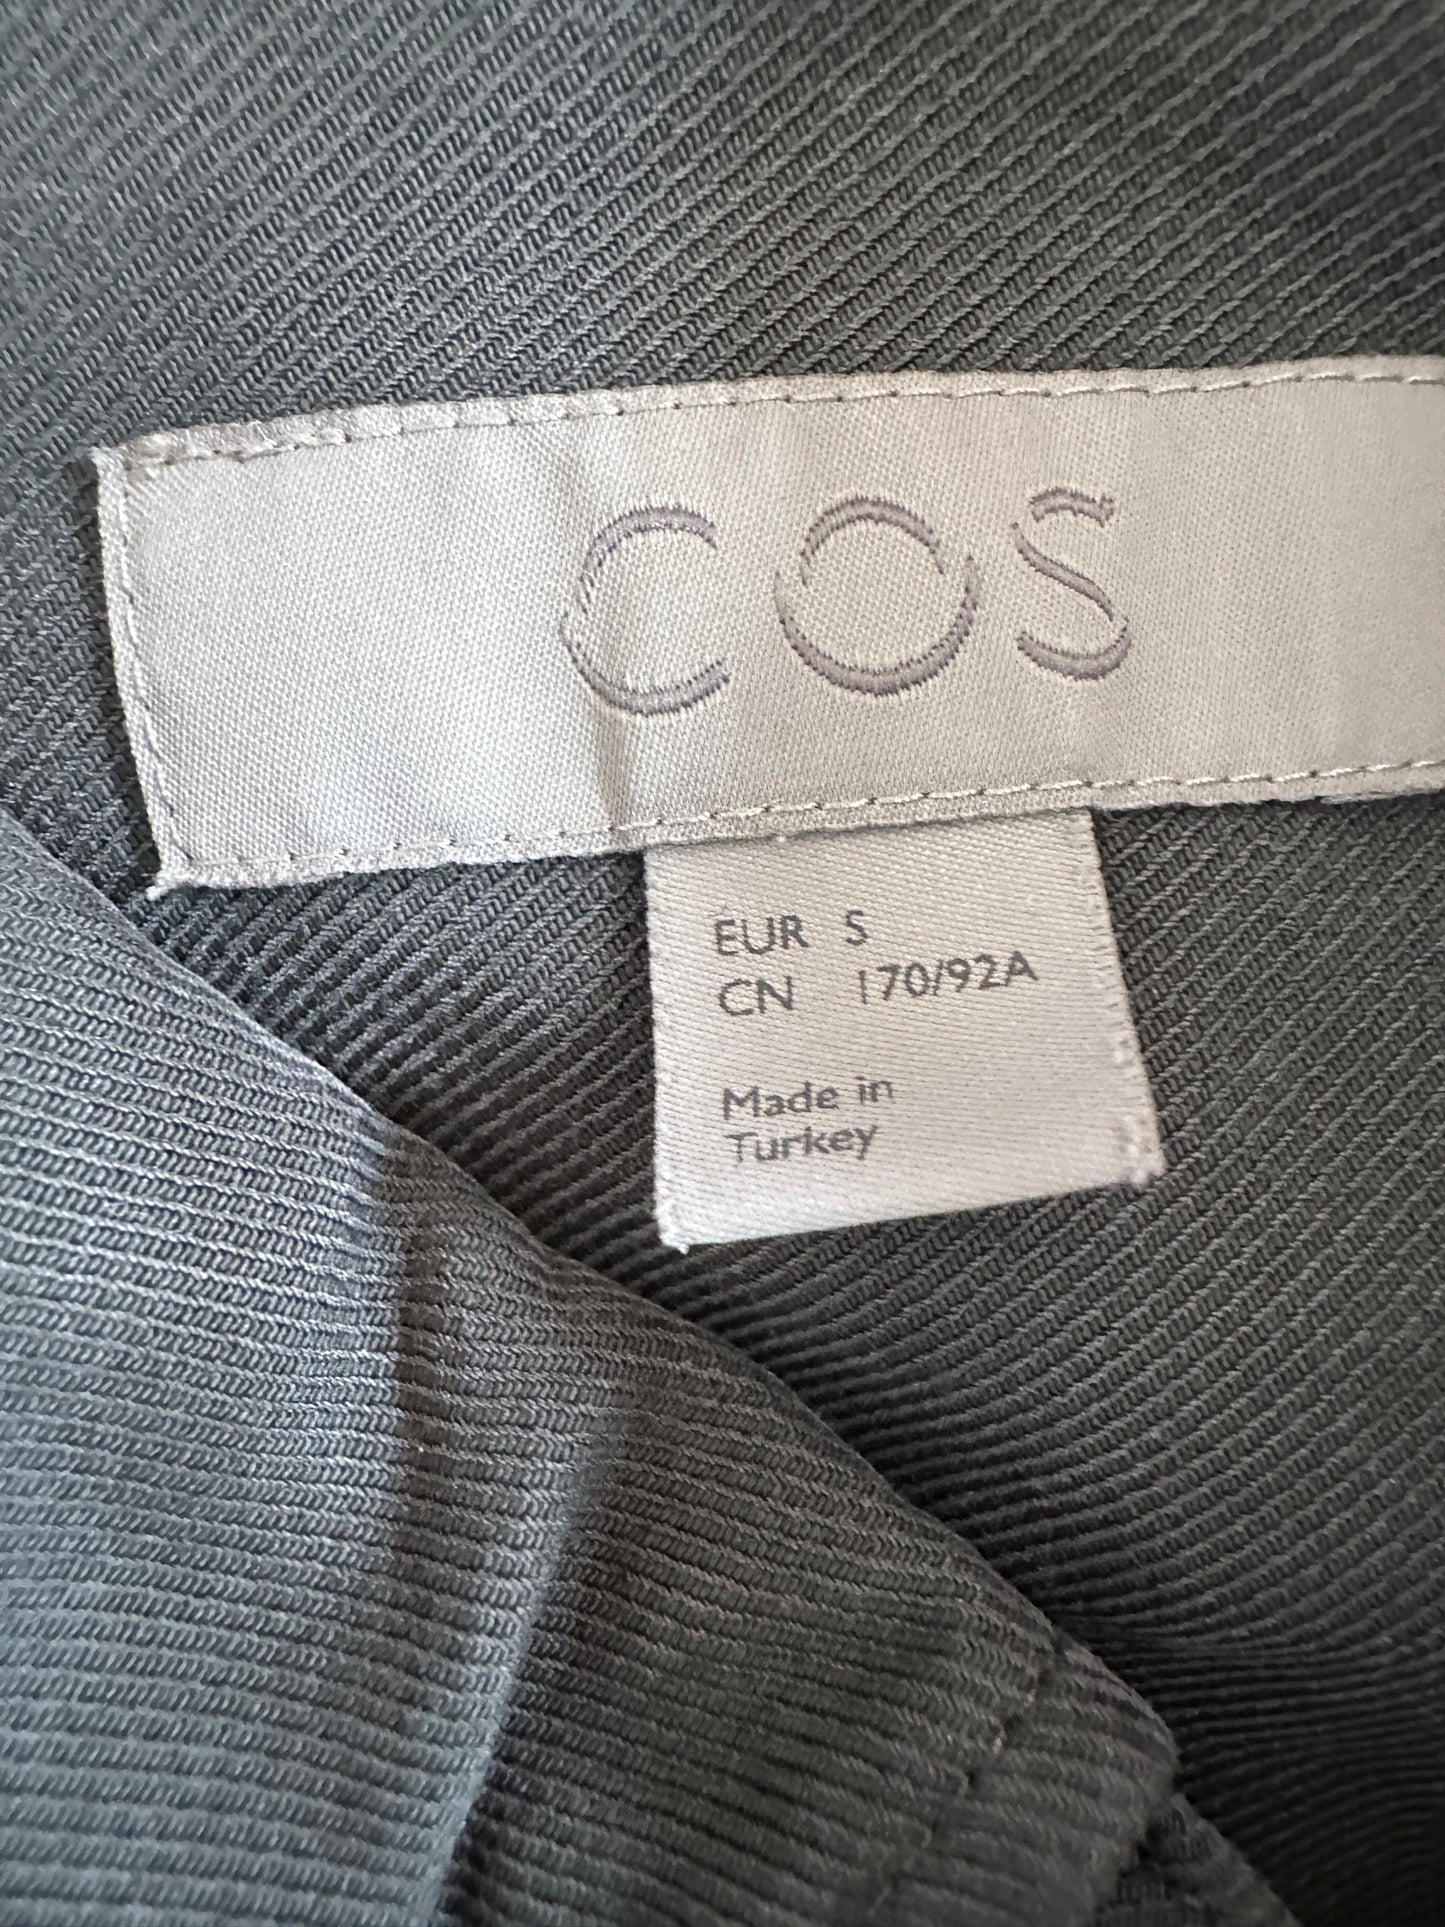 COS
EUR S
CN 170/92A
Made in
Turkey